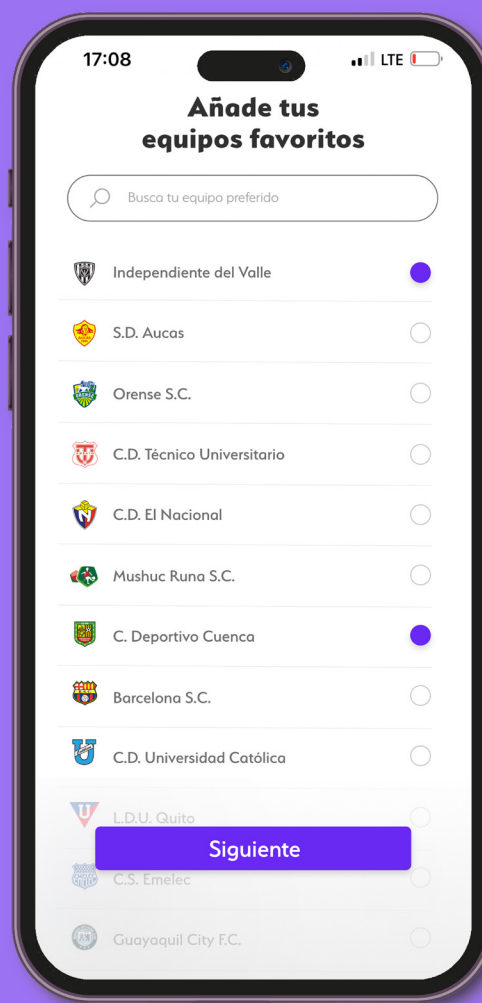 17:08
LTE
Añade tus
equipos favoritos
Busca tu equipo preferido
Independiente del Valle
S.D. Aucas
Orense S.C.
C.D. Técnico Universitario
C.D. El Nacional
Mushuc Runa S.C.
C. Deportivo Cuenca
Barcelona S.C.
C.D. Universidad Católica
L.D.U. Quito
Siguiente
C.S. Emelec
Guayaquil City F.C.